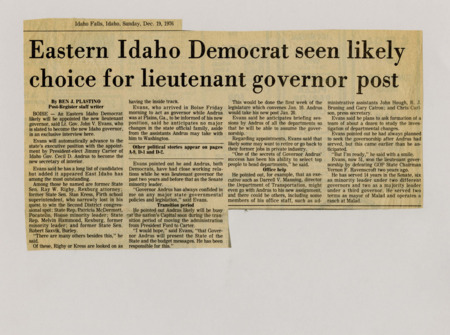 Idaho Falls, Idaho, Sunday, Dec. 19, 1976
Eastern Idaho Democrat seen likely
choice for lieutenant governor post
By BEN J. PLASTINO
Post-Register staff writer
BOISE — An Eastern Idaho Democrat
likely will be appointed the new lieutenant
governor, said Lt. Gov. John V. Evans, who
is slated to become the new Idaho governor,
in an exclusive interview here.
Evans will automatically advance to the
state's executive position with the appoint-
ment by President-elect Jimmy Carter of
Idaho Gov. Cecil D. Andrus to become the
new secretary of interior.
Evans said he has a long list of candidates
but added it appeared East Idaho has
among the most outstanding.
Among those he named are former State
Sen. Ray W. Rigby, Rexburg attorney;
former State Sen. Stan Kress, Firth school
superintendent, who narrowly lost in his
quest to win the Second District congres-
sional spot; State Rep. Patricia McDermott,
Pocatello, House minority leader; State
Rep. Melvin Hammond, Rexburg, former
minority leader; and former State Sen.
Robert Saxvik, Burley.
"There are many others besides this," he
said.
Of these, Rigby or Kress are looked on as
having the inside track.
Evans, who arrived in Boise Friday
morning to act as governor while Andrus
was at Plains, Ga., to be informed of his new
position, said he anticipates no major
changes in the state official family, aside
from the assistants Andrus may take with
him to Washington.
Other political stories on pages
A-9, D-1 and D-2.
Evans pointed out he and Andrus, both
Democrats, have had close working rela-
tions while he was lieutenant governor the
past two years and before that as the Senate
minority leader.
"Governor Andrus has always confided in
me on any major state governmental
policies and legislation," said Evans.
Transition period
He pointed out Andrus likely will be busy
at the nation's Capital soon during the tran-
sition period of moving the administration
from President Ford to Carter.
"I would hope," said Evans, "that Gover-
nor Andrus will present the State of the
State and the budget messages. He has been
responsible for this."
This would be done the first week of the
legislature which convenes Jan. 10. Andrus
would take his new post Jan. 20.
Evans said he anticipates briefing ses-
sions by Andrus of all the departments so
that he will be able to assume the gover-
norship.
Regarding appointments, Evans said that
likely some may want to retire or go back to
their former jobs in private industry.
"One of the secrets of Governor Andrus'
success has been his ability to select top
people to head departments," he said.
Office help
He pointed out, for example, that an exe-
cutive such as Darrell V. Manning, director
the Department of Transportation, might
even go with Andrus to his new assignment,
and there could be others, including some
members of his office staff, such as ad-
ministrative assistants John Hough, R. J.
Bruning and Gary Catron; and Chris Carl-
son, press secretary.
Evans said he plans to ask formation of a
team of about a dozen to study the inves-
tigation of departmental changes.
Evans pointed out he had always planned
to seek the governorship after Andrus had
served, but this came earlier than he an-
ticipated.
"But I'm ready," he said with a smile.
Evans, now 51, won the lieutenant gover-
norship by defeating GOP State Chairman
Vernon F. Ravenscroft two years ago.
He has served 14 years in the senate, six
as minority leader under two different
governors and two as a majority leader
under a third governor. He served two
terms as mayor of Malad and operates a
ranch at Malad.